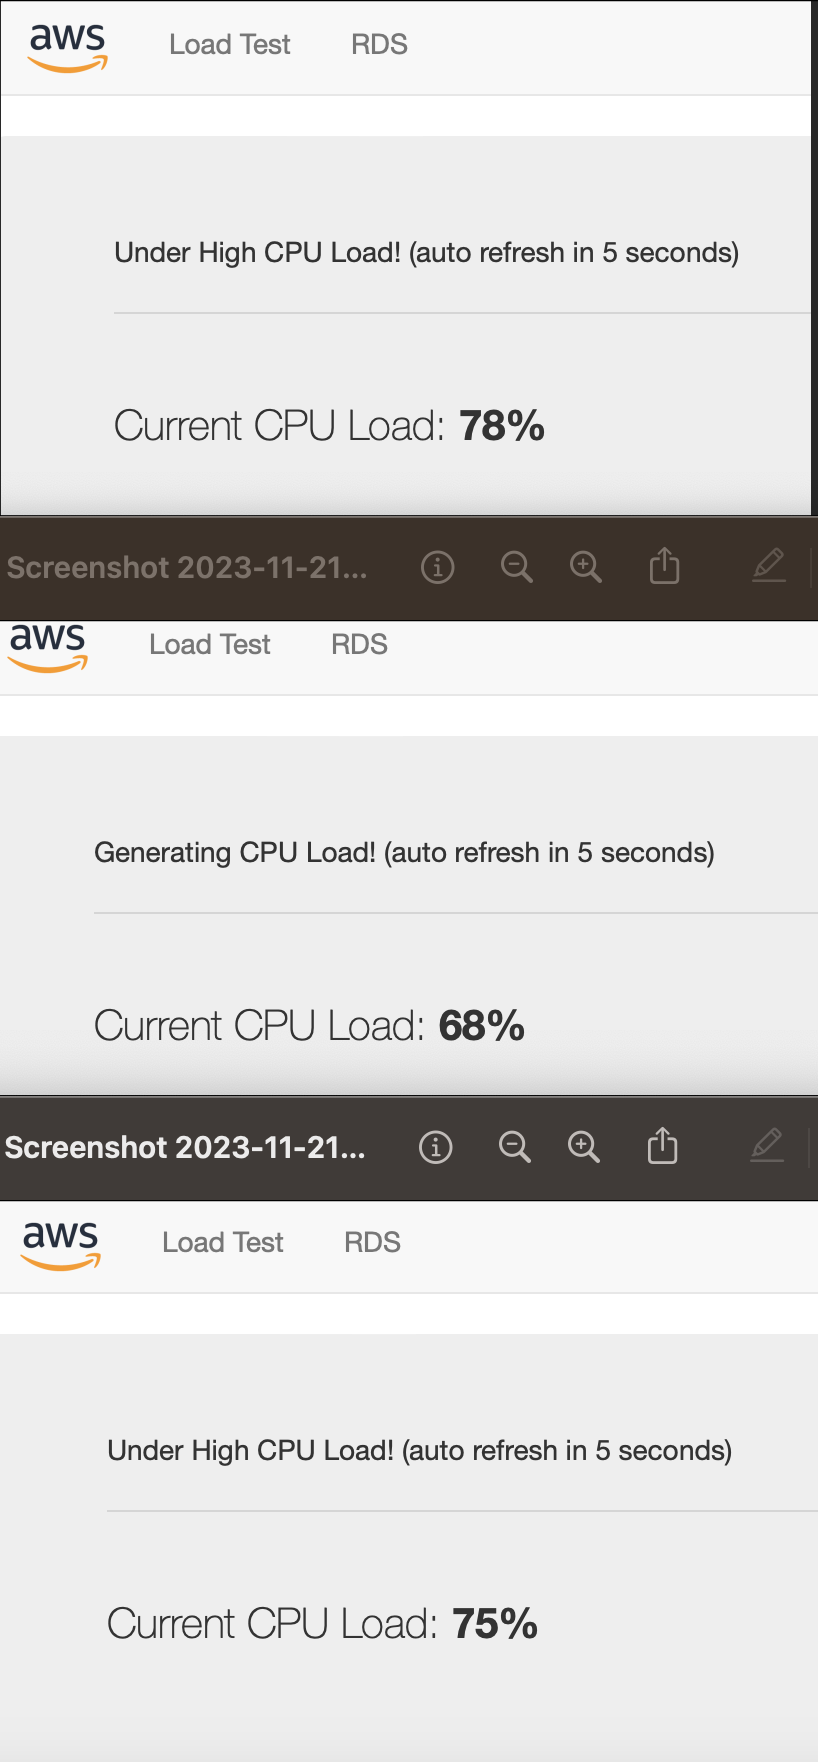 aws Load Test RDS
Under High CPU Load! (auto refresh in 5 seconds)
Current CPU Load: 78%
Screenshot 2023-11-21...
aws Load Test RDS
Generating CPU Load! (auto refresh in 5 seconds)
Current CPU Load: 68%
Screenshot 2023-11-21...
aws Load Test RDS
Under High CPU Load! (auto refresh in 5 seconds)
Current CPU Load: 75%